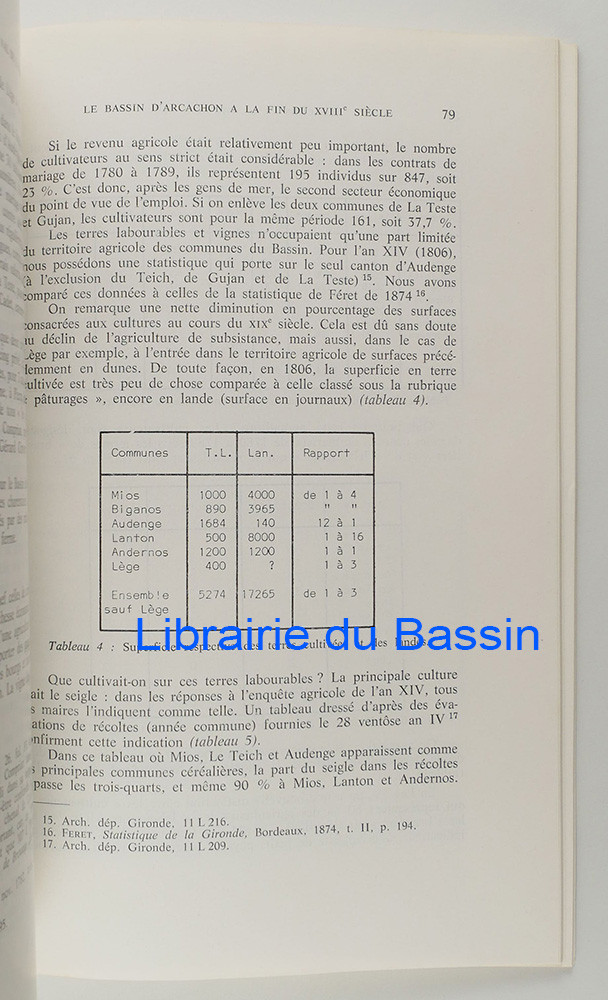 LE BASSIN D'ARCACHON A LA FIN DU XVIIIe SIÈCLE 79
Si le revenu agricole était relativement peu important, le nombre
de cultivateurs au sens strict était considérable : dans les contrats de
mariage de 1780 à 1789, ils représentent 195 individus sur 847, soit
23 %. C'est donc, après les gens de mer, le second secteur économique
du point de vue de l'emploi. Si on enlève les deux communes de La Teste
et Gujan, les cultivateurs sont pour la même période 161, soit 37,7 %.
Les terres labourables et vignes n'occupaient qu'une part limitée
du territoire agricole des communes du Bassin. Pour l'an XIV (1806),
nous possédons une statistique qui porte sur le seul canton d'Audenge
(à l'exclusion du Teich, de Gujan et de La Teste) 15. Nous avons
comparé ces données à celles de la statistique de Féret de 1874 16.
On remarque une nette diminution en pourcentage des surfaces
consacrées aux cultures au cours du XIXe siècle. Cela est dû sans doute
au déclin de l'agriculture de subsistance, mais aussi, dans le cas de
Lège par exemple, à l'entrée dans le territoire agricole de surfaces précé-
demment en dunes. De toute façon, en 1806, la superficie en terre
cultivée est très peu de chose comparée à celle classé sous la rubrique
« pâturages », encore en lande (surface en journaux) (tableau 4).
Communes T.L. Lan. Rapport
Mios 1000 4000 de 1 à 4
Biganos 890 3965 " "
Audenge 1684 140 12 à 1
Lanton 500 8000 1 à 16
Andernos 1200 1200 1 à 1
Lège 400 ? 1 à 3
Ensemble 5274 17265 de 1 à 3
sauf Lège
Librairie du Bassin
Tableau 4 : Superficie respective des terres cultivées et des landes
Que cultivait-on sur ces terres labourables ? La principale culture
ait le seigle : dans les réponses à l'enquête agricole de l'an XIV, tous
s maires l'indiquent comme telle. Un tableau dressé d'après des éva-
ations de récoltes (année commune) fournies le 28 ventôse an IV 17
nfirment cette indication (tableau 5).
Dans ce tableau où Mios, Le Teich et Audenge apparaissent comme
s principales communes céréalières, la part du seigle dans les récoltes
passe les trois-quarts, et même 90 % à Mios, Lanton et Andernos.
15. Arch. dép. Gironde, 11 L 216.
16. FERET, Statistique de la Gironde, Bordeaux, 1874, t. II, p. 194.
17. Arch. dép. Gironde, 11 L 209.